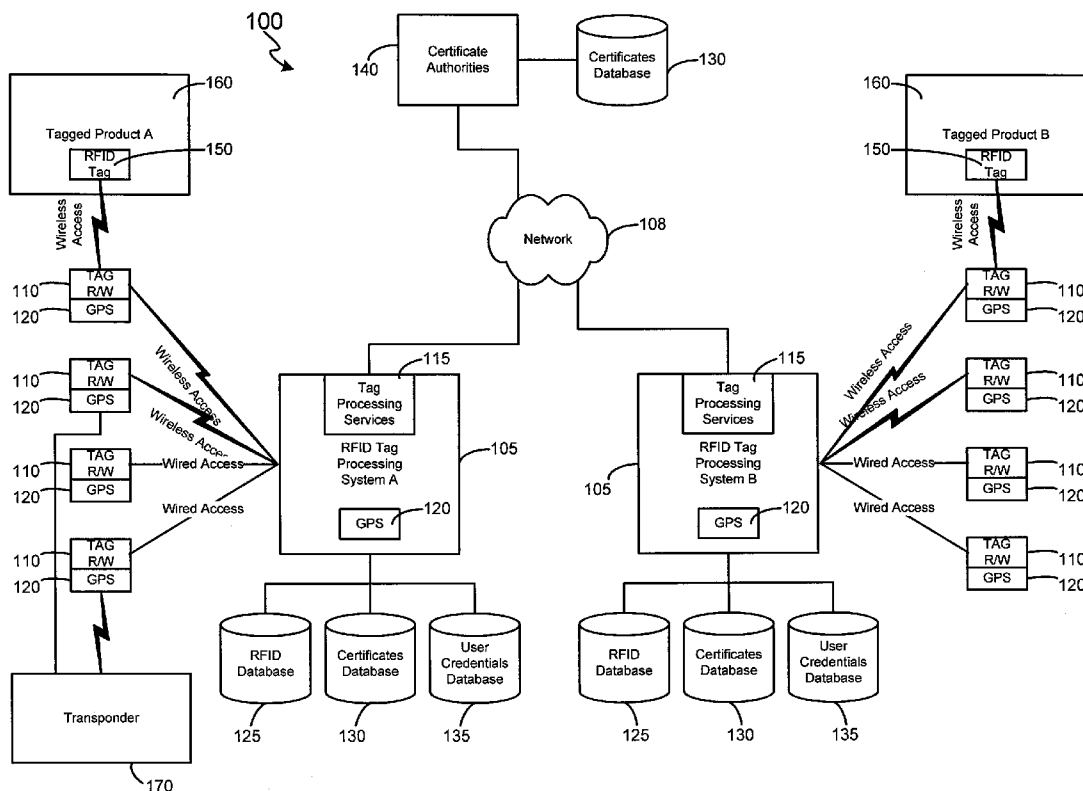 100
140
Certificate
Authorities
Certificates
Database
130
160
Tagged Product A
RFID
Tag
150
Wireless
Access
160
Tagged Product B
150
RFID
Tag
Wireless
Access
Network
108
110
TAG
R/W
120
GPS
110
TAG
R/W
120
GPS
110
TAG
R/W
120
GPS
110
TAG
R/W
120
GPS
Wireless Access
Wireless Access
Wired Access
Wired Access
115
Tag
Processing
Services
RFID Tag
Processing
System A
105
GPS
120
115
Tag
Processing
Services
RFID Tag
Processing
System B
105
GPS
120
Wireless Access
Wireless Access
Wired Access
Wired Access
TAG
R/W
110
GPS
120
TAG
R/W
110
GPS
120
TAG
R/W
110
GPS
120
TAG
R/W
110
GPS
120
RFID
Database
125
Certificates
Database
130
User
Credentials
Database
135
RFID
Database
125
Certificates
Database
130
User
Credentials
Database
135
Transponder
170